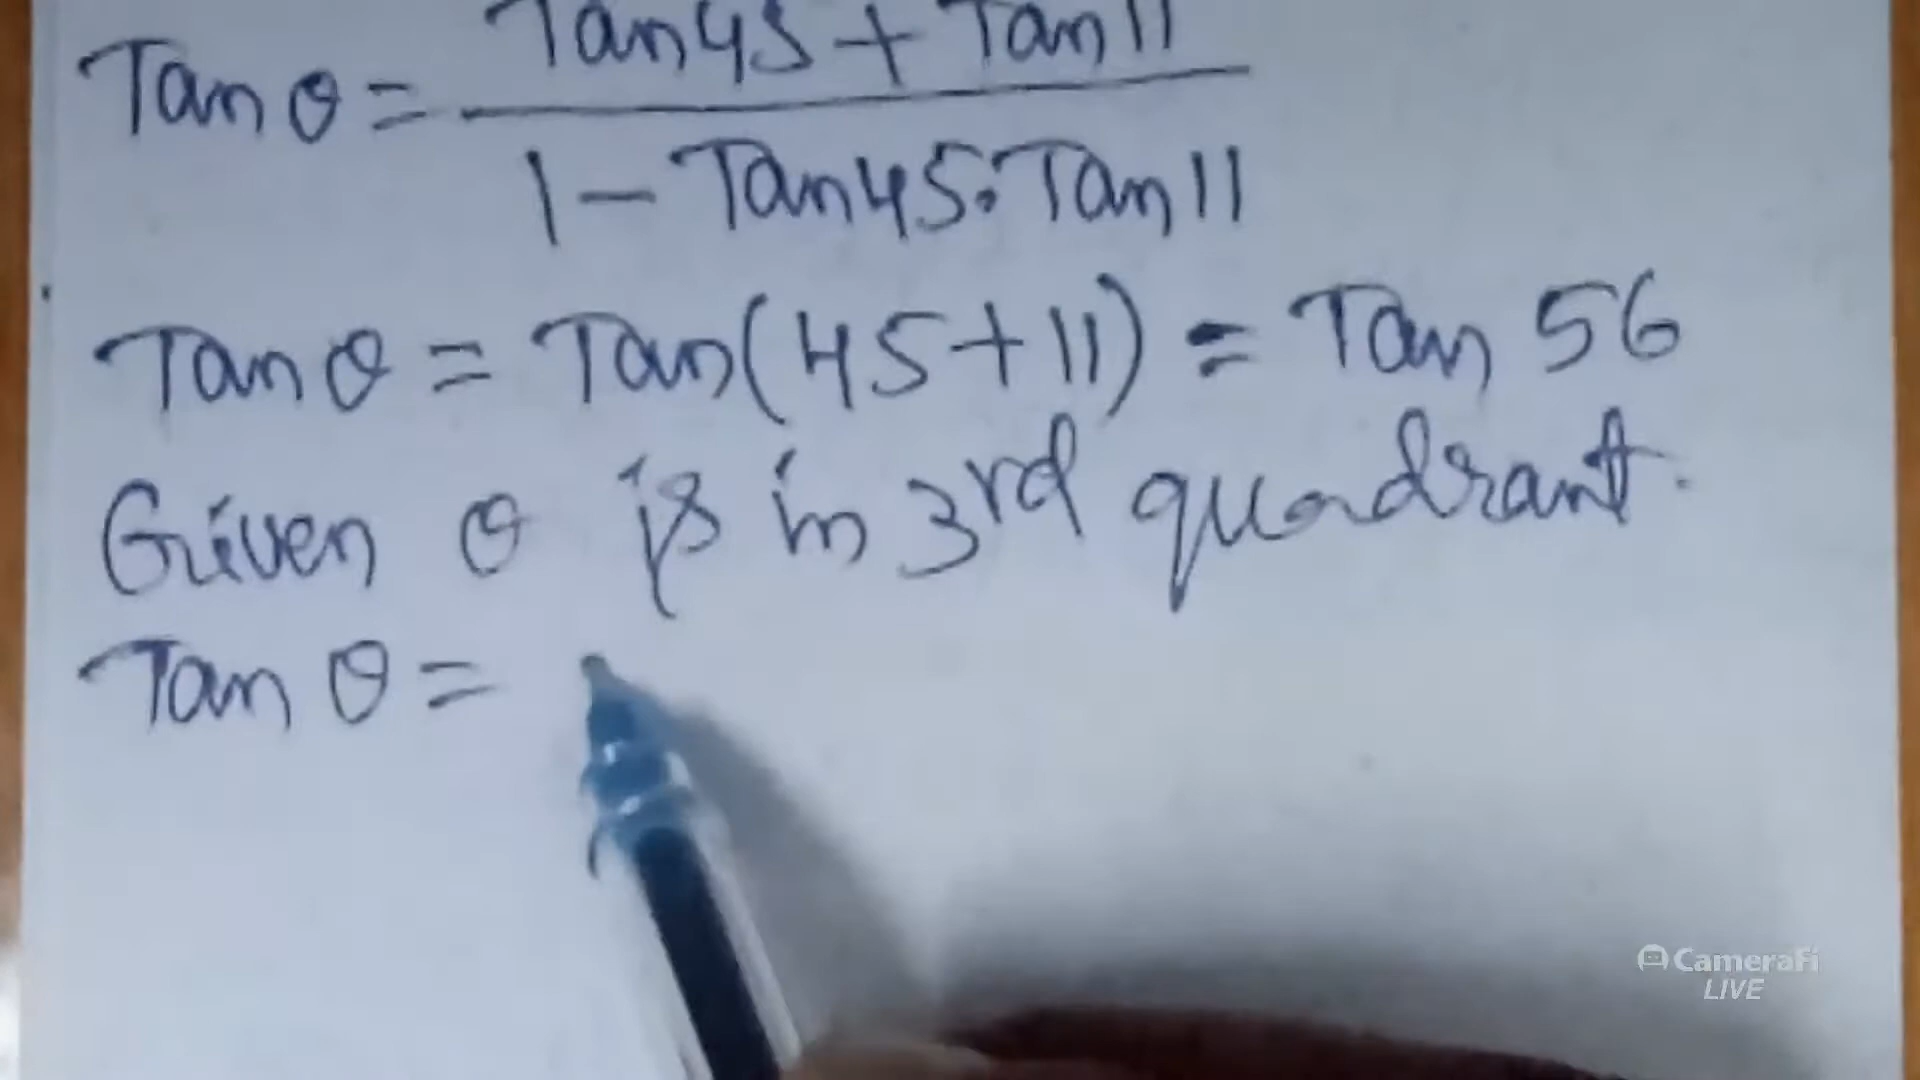 Tan θ = Tan45 + Tan11
1 - Tan45.Tan11
Tan θ = Tan(45+11) = Tan 56
Given θ is in 3rd quadrant.
Tan θ =
CameraFi
LIVE